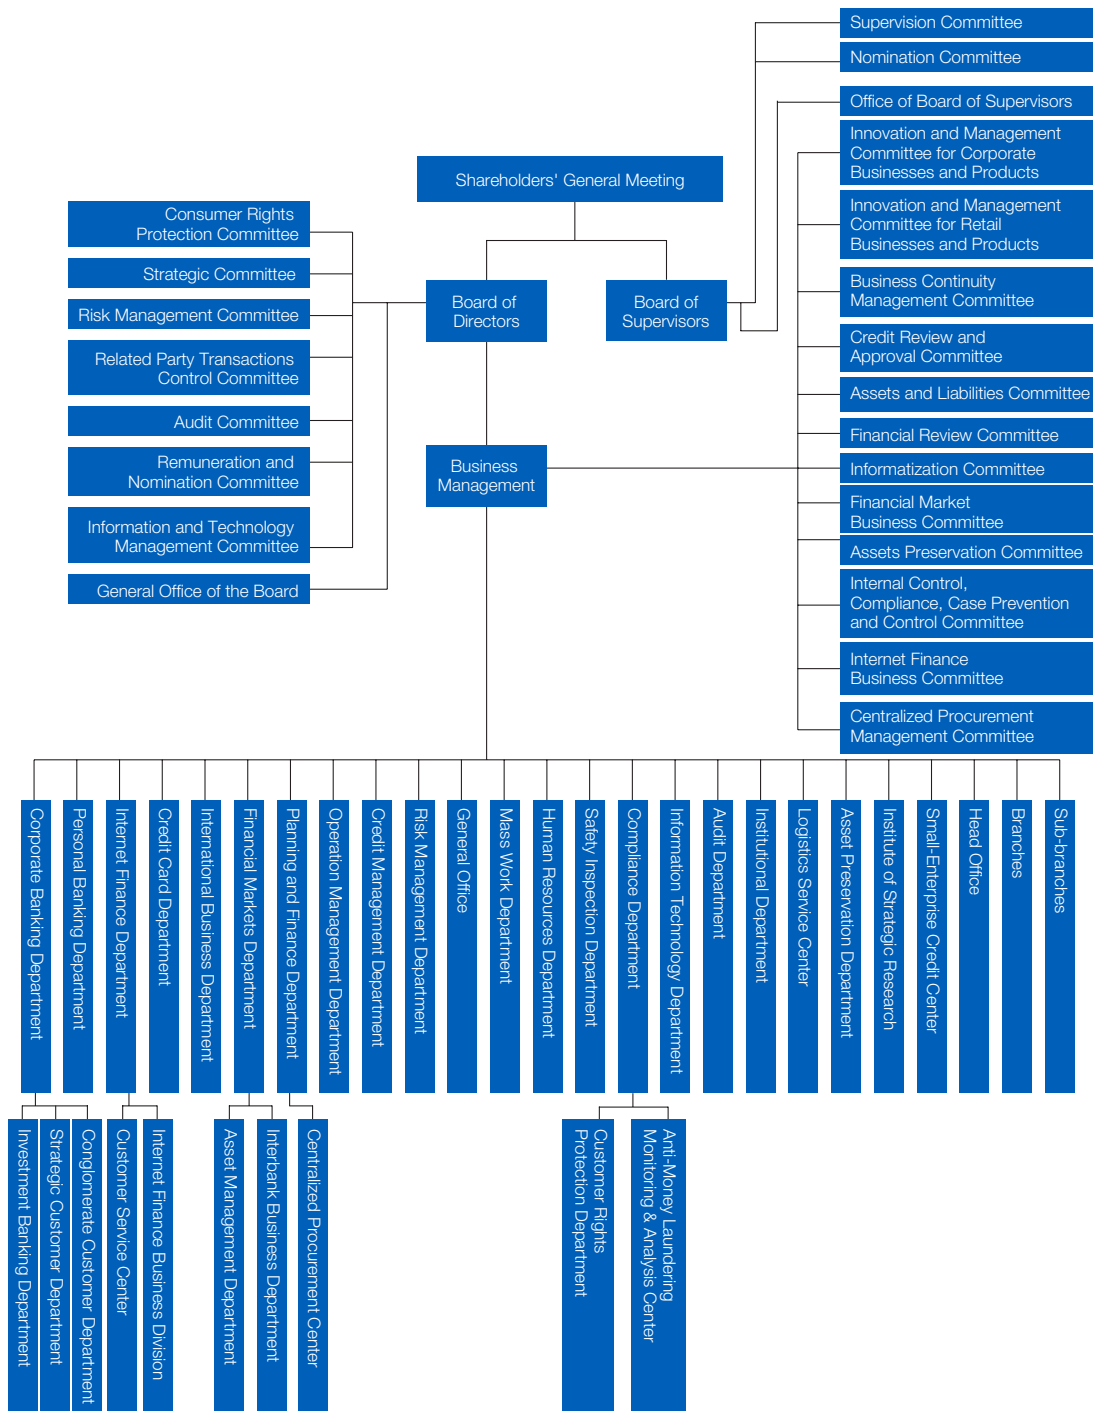 Supervision Committee
Nomination Committee
Office of Board of Supervisors
Innovation and Management
Committee for Corporate
Businesses and Products
Shareholders' General Meeting
Innovation and Management
Committee for Retail
Businesses and Products
Consumer Rights
Protection Committee
Strategic Committee
Risk Management Committee
Related Party Transactions
Control Committee
Audit Committee
Remuneration and
Nomination Committee
Information and Technology
Management Committee
General Office of the Board
Board of
Directors
Board of
Supervisors
Business
Management
Business Continuity
Management Committee
Credit Review and
Approval Committee
Assets and Liabilities Committee
Financial Review Committee
Informatization Committee
Financial Market
Business Committee
Assets Preservation Committee
Internal Control,
Compliance, Case Prevention
and Control Committee
Internet Finance
Business Committee
Centralized Procurement
Management Committee
Corporate Banking Department
Personal Banking Department
Internet Finance Department
Credit Card Department
International Business Department
Financial Markets Department
Planning and Finance Department
Operation Management Department
Credit Management Department
Risk Management Department
General Office
Mass Work Department
Human Resources Department
Safety Inspection Department
Compliance Department
Information Technology Department
Audit Department
Institutional Department
Logistics Service Center
Asset Preservation Department
Institute of Strategic Research
Small-Enterprise Credit Center
Head Office
Branches
Sub-branches
Investment Banking Department
Strategic Customer Department
Conglomerate Customer Department
Customer Service Center
Internet Finance Business Division
Asset Management Department
Interbank Business Department
Centralized Procurement Center
Customer Rights
Protection Department
Anti-Money Laundering
Monitoring & Analysis Center